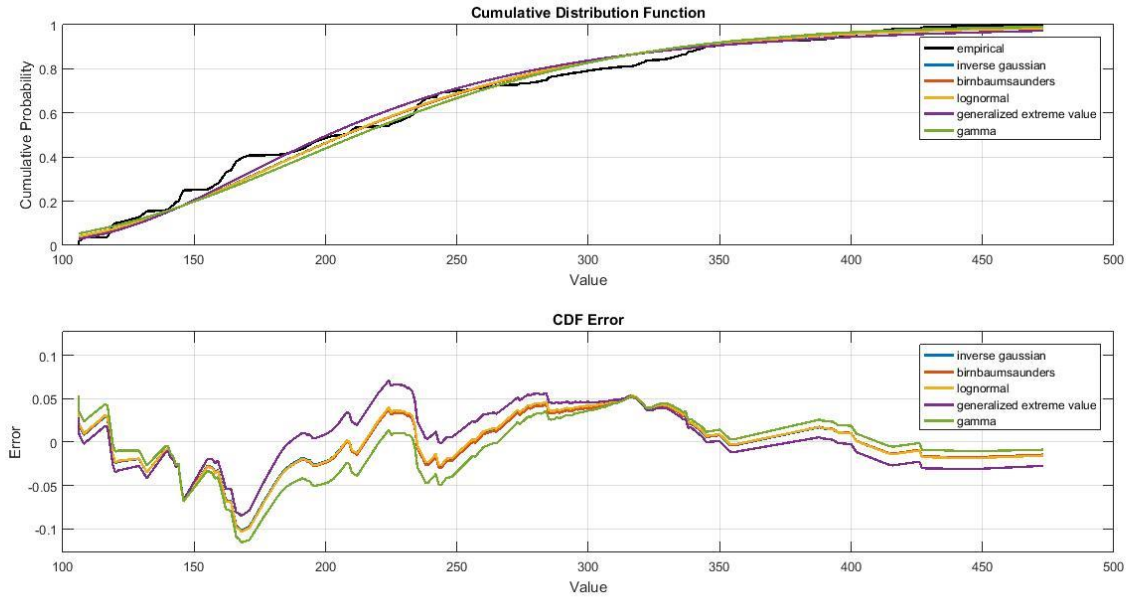 Cumulative Distribution Function
Cumulative Probability
1
0.8
0.6
0.4
0.2
0
empirical
inverse gaussian
birnbaumsaunders
lognormal
generalized extreme value
gamma
100 150 200 250 300 350 400 450 500
Value
CDF Error
Error
0.1
0.05
0
-0.05
-0.1
inverse gaussian
birnbaumsaunders
lognormal
generalized extreme value
gamma
100 150 200 250 300 350 400 450 500
Value